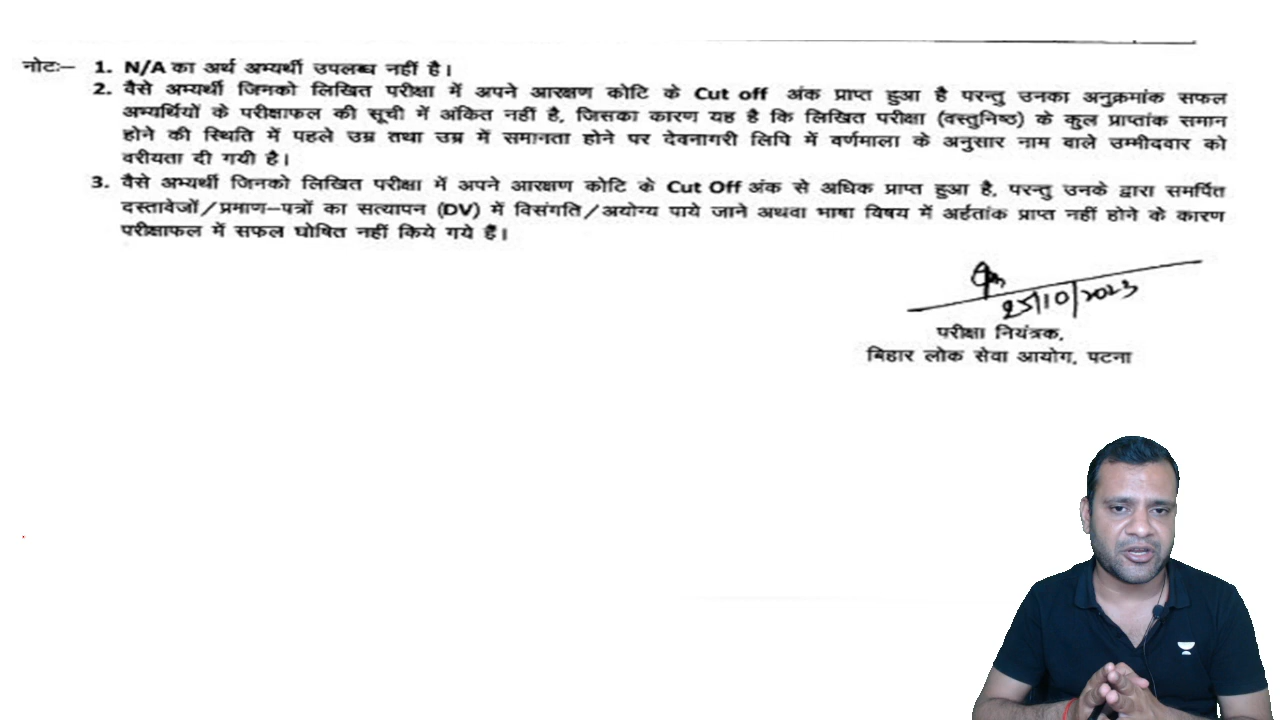 नोटः– 1. N/A का अर्थ अभ्यर्थी उपलब्ध नहीं है।
2. वैसे अभ्यर्थी जिनको लिखित परीक्षा में अपने आरक्षण कोटि के Cut off अंक प्राप्त हुआ है परन्तु उनका अनुक्रमांक सफल
अभ्यर्थियों के परीक्षाफल की सूची में अंकित नहीं है, जिसका कारण यह है कि लिखित परीक्षा (वस्तुनिष्ठ) के कुल प्राप्तांक समान
होने की स्थिति में पहले उम्र तथा उम्र में समानता होने पर देवनागरी लिपि में वर्णमाला के अनुसार नाम वाले उम्मीदवार को
वरीयता दी गयी है।
3. वैसे अभ्यर्थी जिनको लिखित परीक्षा में अपने आरक्षण कोटि के Cut Off अंक से अधिक प्राप्त हुआ है, परन्तु उनके द्वारा समर्पित
दस्तावेजों/प्रमाण–पत्रों का सत्यापन (DV) में विसंगति/अयोग्य पाये जाने अथवा भाषा विषय में अर्हतांक प्राप्त नहीं होने के कारण
परीक्षाफल में सफल घोषित नहीं किये गये हैं।
25/10/2023
परीक्षा नियंत्रक,
बिहार लोक सेवा आयोग, पटना